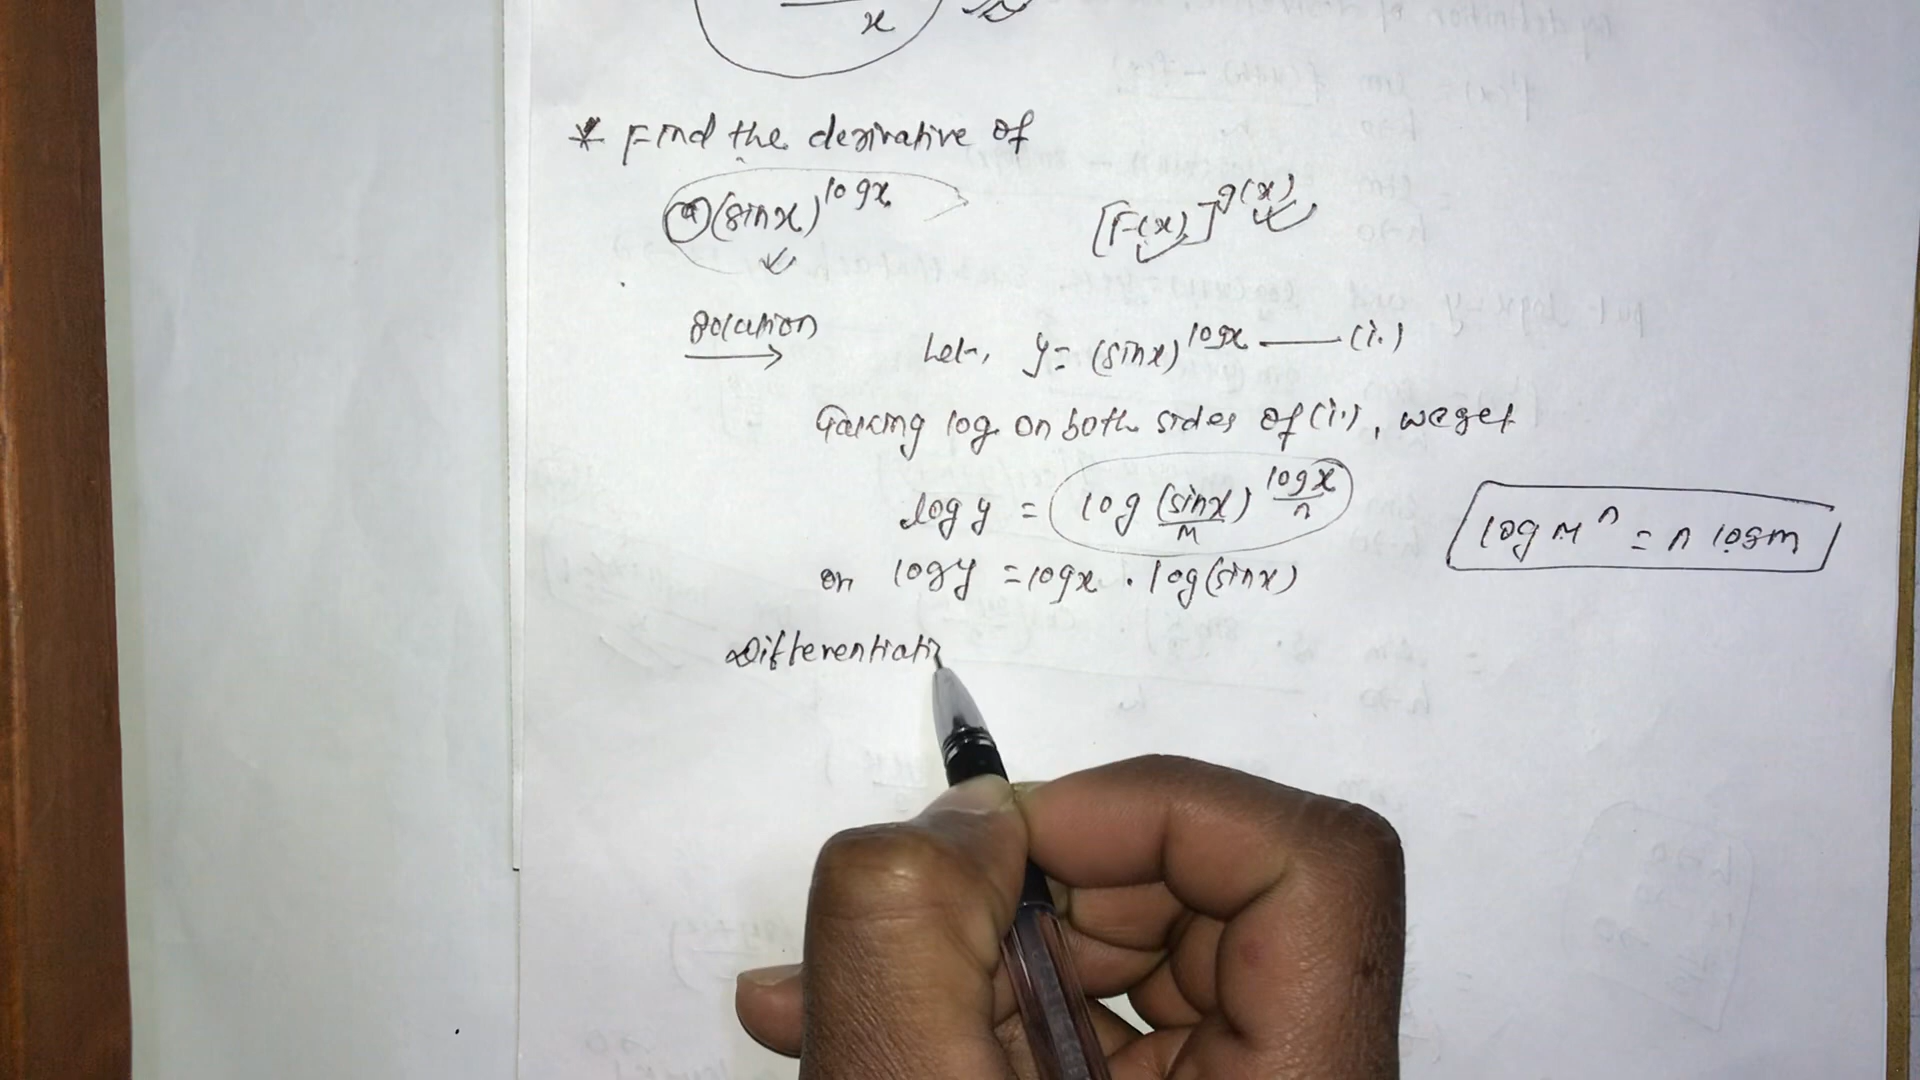 x
* Find the derivative of
(a) (sinx)^logx [F(x)]^g(x)
Solution
Let, y = (sinx)^logx —— (i.)
Taking log on both sides of (i.), we get
log y = log (sinx)^logx
M n
log M^n = n logm
or logy = logx . log(sinx)
Differentiati